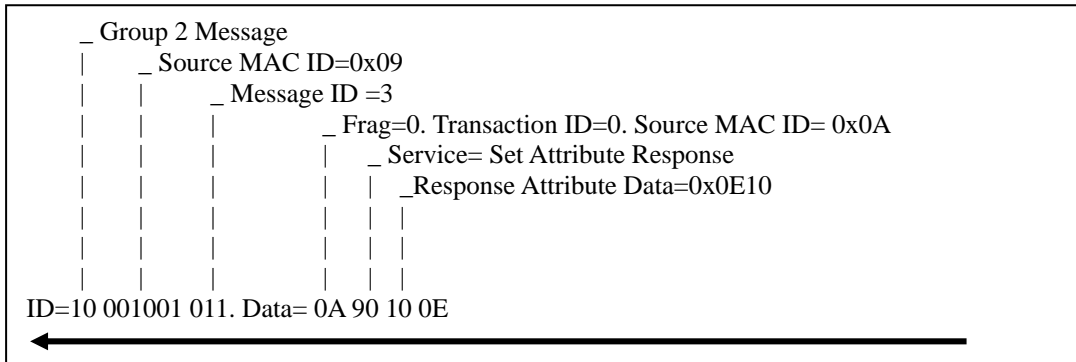 _ Group 2 Message
| _ Source MAC ID=0x09
| | _ Message ID =3
| | | _ Frag=0. Transaction ID=0. Source MAC ID= 0x0A
| | | | _ Service= Set Attribute Response
| | | | | _Response Attribute Data=0x0E10
| | | | | |
| | | | | |
| | | | | |
| | | | | |
ID=10 001001 011. Data= 0A 90 10 0E